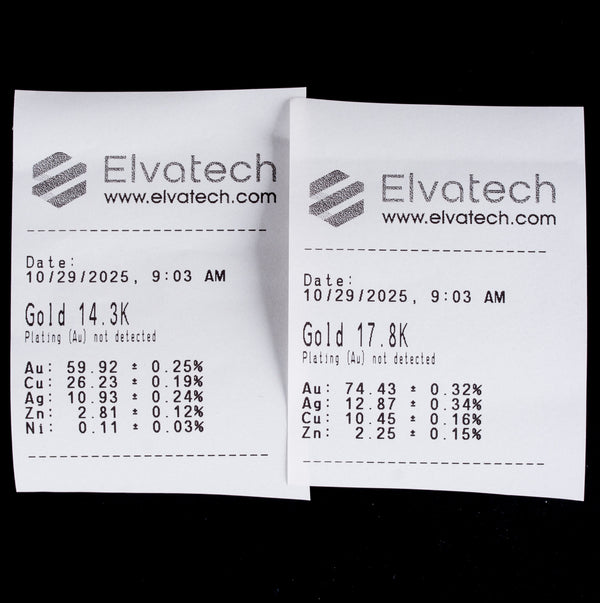 Elvatech
www.elvatech.com
--------------------------
Date:
10/29/2025, 9:03 AM
Gold 14.3K
Plating (Au) not detected
Au: 59.92 ± 0.25%
Cu: 26.23 ± 0.19%
Ag: 10.93 ± 0.24%
Zn: 2.81 ± 0.12%
Ni: 0.11 ± 0.03%
--------------------------
Elvatech
www.elvatech.com
--------------------------
Date:
10/29/2025, 9:03 AM
Gold 17.8K
Plating (Au) not detected
Au: 74.43 ± 0.32%
Ag: 12.87 ± 0.34%
Cu: 10.45 ± 0.16%
Zn: 2.25 ± 0.15%
--------------------------